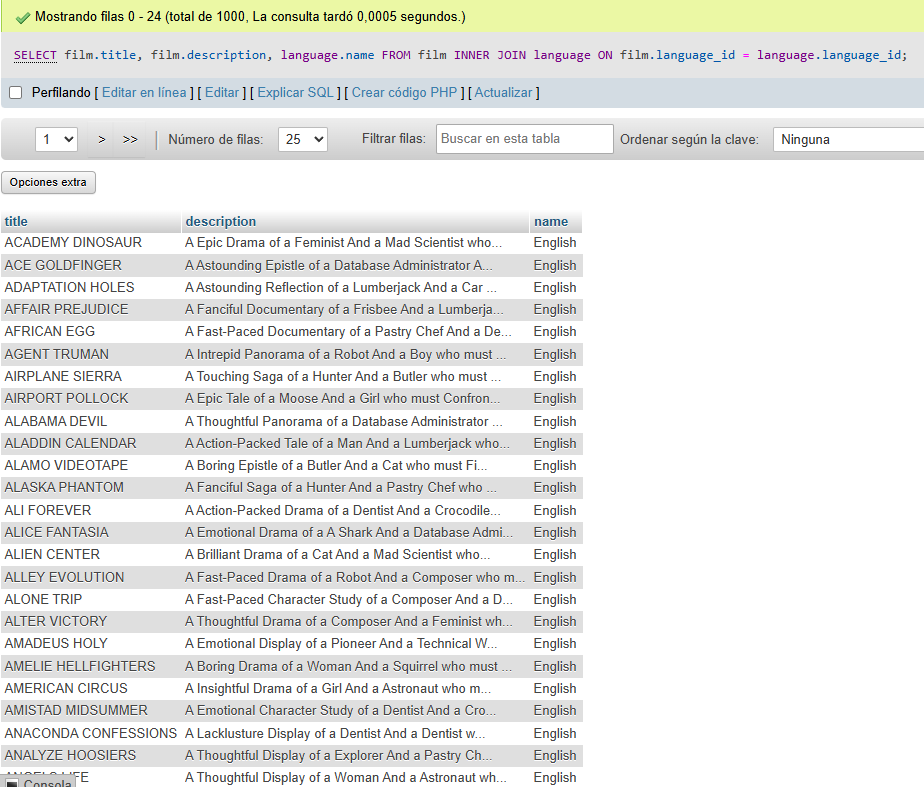 Mostrando filas 0 - 24 (total de 1000, La consulta tardó 0,0005 segundos.)
SELECT film.title, film.description, language.name FROM film INNER JOIN language ON film.language_id = language.language_id;
Perfilando [ Editar en línea ] [ Editar ] [ Explicar SQL ] [ Crear código PHP ] [ Actualizar ]
1 > >> | Número de filas: 25 Filtrar filas: Buscar en esta tabla Ordenar según la clave: Ninguna
Opciones extra
title description name
ACADEMY DINOSAUR A Epic Drama of a Feminist And a Mad Scientist who... English
ACE GOLDFINGER A Astounding Epistle of a Database Administrator A... English
ADAPTATION HOLES A Astounding Reflection of a Lumberjack And a Car ... English
AFFAIR PREJUDICE A Fanciful Documentary of a Frisbee And a Lumberja... English
AFRICAN EGG A Fast-Paced Documentary of a Pastry Chef And a De... English
AGENT TRUMAN A Intrepid Panorama of a Robot And a Boy who must ... English
AIRPLANE SIERRA A Touching Saga of a Hunter And a Butler who must ... English
AIRPORT POLLOCK A Epic Tale of a Moose And a Girl who must Confron... English
ALABAMA DEVIL A Thoughtful Panorama of a Database Administrator ... English
ALADDIN CALENDAR A Action-Packed Tale of a Man And a Lumberjack who... English
ALAMO VIDEOTAPE A Boring Epistle of a Butler And a Cat who must Fi... English
ALASKA PHANTOM A Fanciful Saga of a Hunter And a Pastry Chef who ... English
ALI FOREVER A Action-Packed Drama of a Dentist And a Crocodile... English
ALICE FANTASIA A Emotional Drama of a A Shark And a Database Admi... English
ALIEN CENTER A Brilliant Drama of a Cat And a Mad Scientist who... English
ALLEY EVOLUTION A Fast-Paced Drama of a Robot And a Composer who m... English
ALONE TRIP A Fast-Paced Character Study of a Composer And a D... English
ALTER VICTORY A Thoughtful Drama of a Composer And a Feminist wh... English
AMADEUS HOLY A Emotional Display of a Pioneer And a Technical W... English
AMELIE HELLFIGHTERS A Boring Drama of a Woman And a Squirrel who must ... English
AMERICAN CIRCUS A Insightful Drama of a Girl And a Astronaut who m... English
AMISTAD MIDSUMMER A Emotional Character Study of a Dentist And a Cro... English
ANACONDA CONFESSIONS A Lacklusture Display of a Dentist And a Dentist w... English
ANALYZE HOOSIERS A Thoughtful Display of a Explorer And a Pastry Ch... English
ANGELS LIFE A Thoughtful Display of a Woman And a Astronaut wh... English
Consola